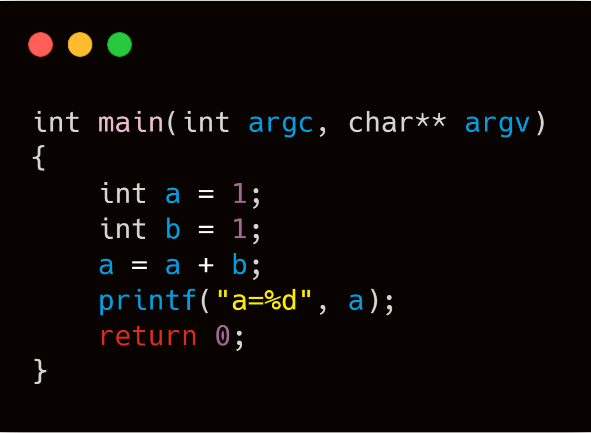 int main(int argc, char** argv)
{
    int a = 1;
    int b = 1;
    a = a + b;
    printf("a=%d", a);
    return 0;
}